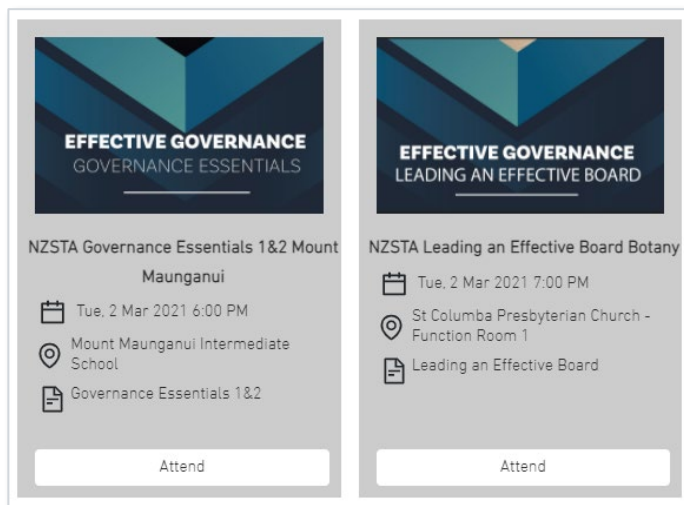 EFFECTIVE GOVERNANCE
GOVERNANCE ESSENTIALS
NZSTA Governance Essentials 1&2 Mount
Maunganui
Tue, 2 Mar 2021 6:00 PM
Mount Maunganui Intermediate
School
Governance Essentials 1&2
Attend
EFFECTIVE GOVERNANCE
LEADING AN EFFECTIVE BOARD
NZSTA Leading an Effective Board Botany
Tue, 2 Mar 2021 7:00 PM
St Columba Presbyterian Church -
Function Room 1
Leading an Effective Board
Attend